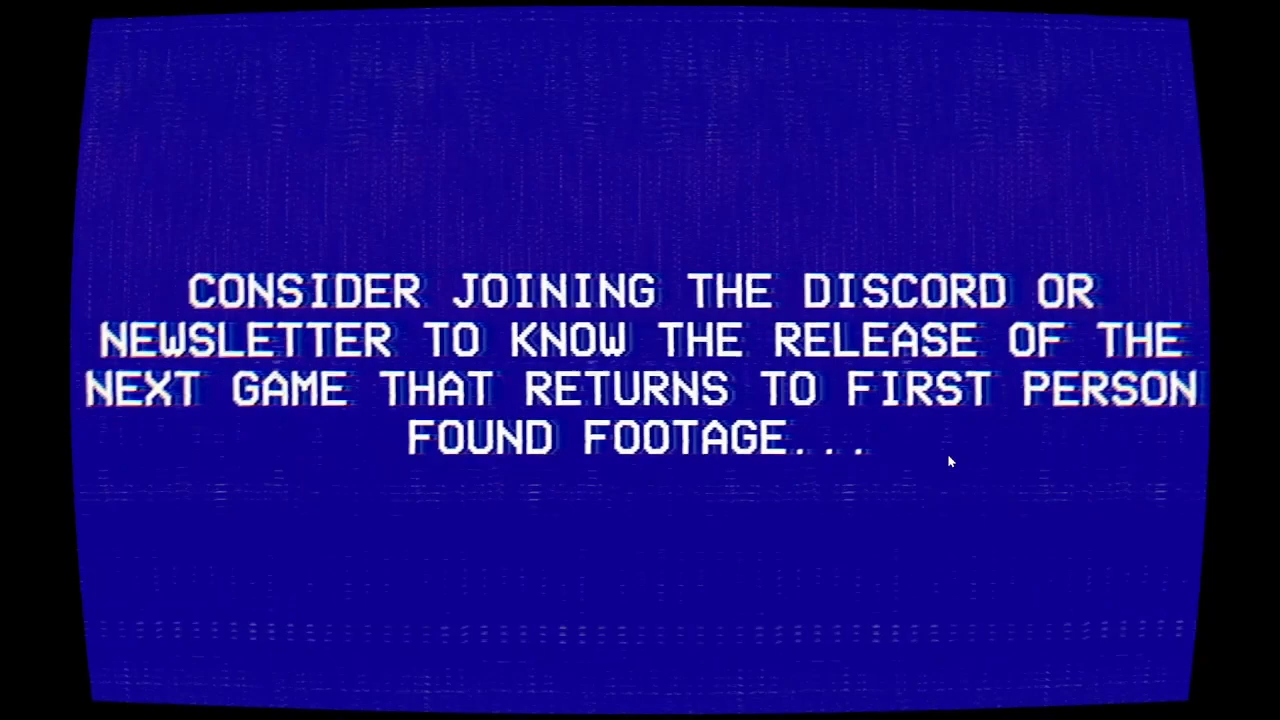 CONSIDER JOINING THE DISCORD OR
NEWSLETTER TO KNOW THE RELEASE OF THE
NEXT GAME THAT RETURNS TO FIRST PERSON
FOUND FOOTAGE...